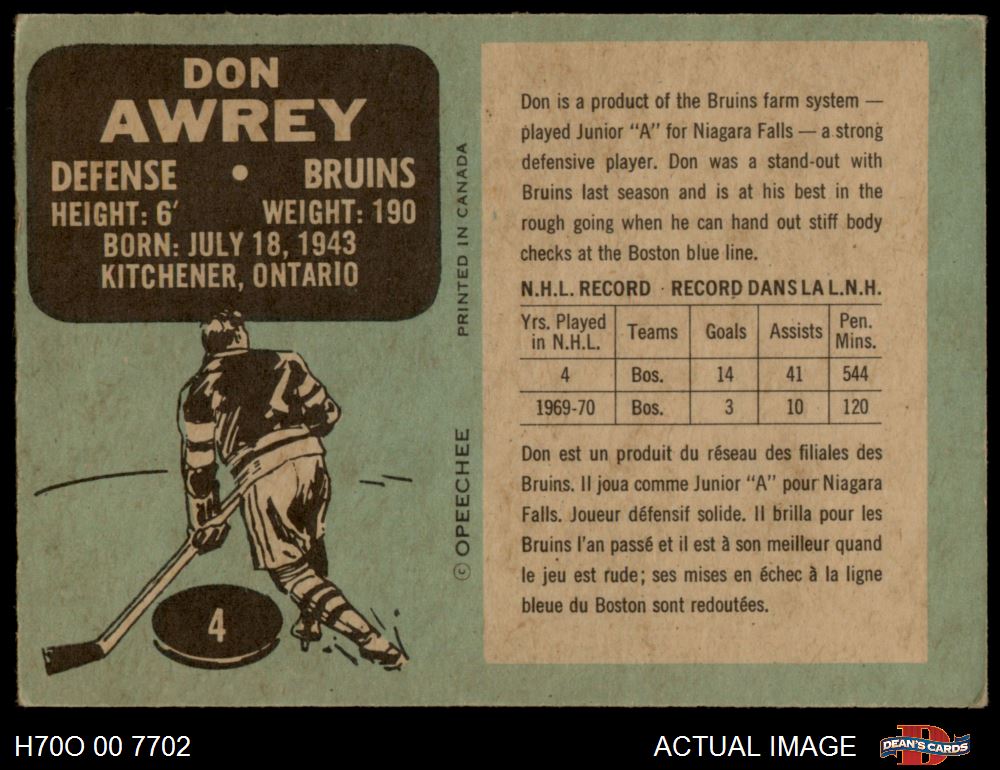 DON
AWREY
DEFENSE • BRUINS
HEIGHT: 6′ WEIGHT: 190
BORN: JULY 18, 1943
KITCHENER, ONTARIO
PRINTED IN CANADA
© OPEECHEE
4
Don is a product of the Bruins farm system —
played Junior “A” for Niagara Falls — a strong
defensive player. Don was a stand-out with
Bruins last season and is at his best in the
rough going when he can hand out stiff body
checks at the Boston blue line.
N.H.L. RECORD · RECORD DANS LA L.N.H.
Yrs. Played in N.H.L. Teams Goals Assists Pen. Mins.
4 Bos. 14 41 544
1969-70 Bos. 3 10 120
Don est un produit du réseau des filiales des
Bruins. Il joua comme Junior “A” pour Niagara
Falls. Joueur défensif solide. Il brilla pour les
Bruins l’an passé et il est à son meilleur quand
le jeu est rude; ses mises en échec à la ligne
bleue du Boston sont redoutées.
H70O 00 7702
ACTUAL IMAGE
DEAN'S CARDS